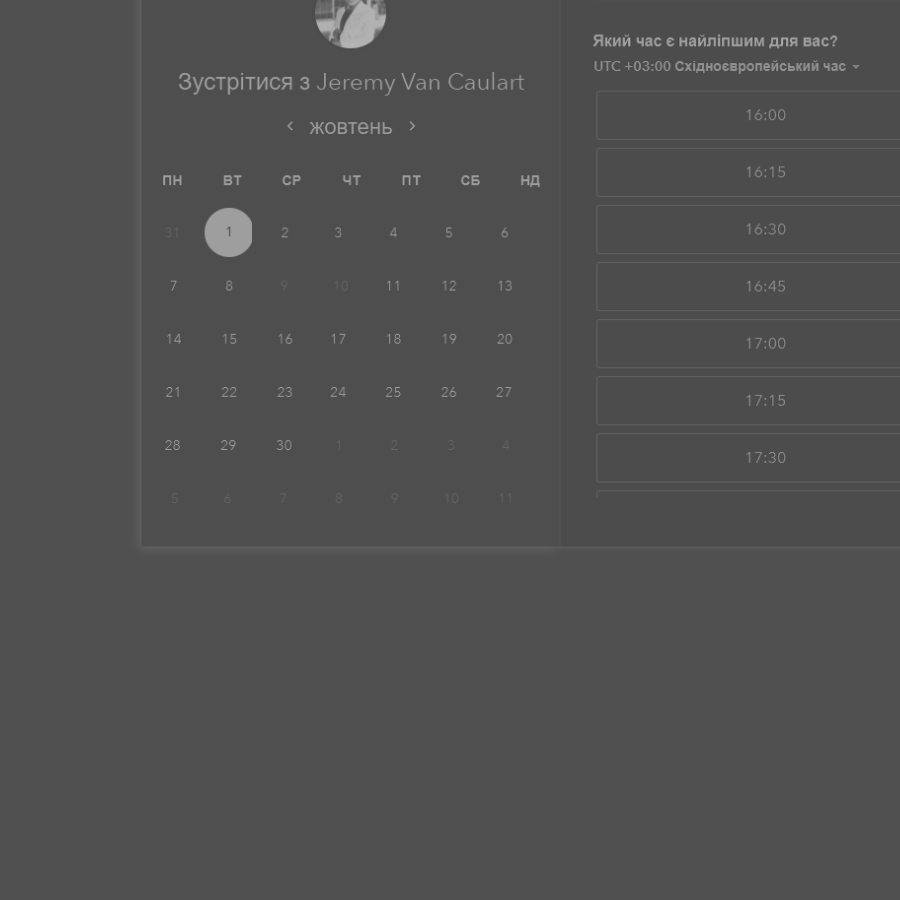 Зустрітися з Jeremy Van Caulart
жовтень
ПН ВТ СР ЧТ ПТ СБ НД
31 1 2 3 4 5 6
7 8 9 10 11 12 13
14 15 16 17 18 19 20
21 22 23 24 25 26 27
28 29 30 1 2 3 4
5 6 7 8 9 10 11
Який час є найліпшим для вас?
UTC +03:00 Східноєвропейський час
16:00
16:15
16:30
16:45
17:00
17:15
17:30